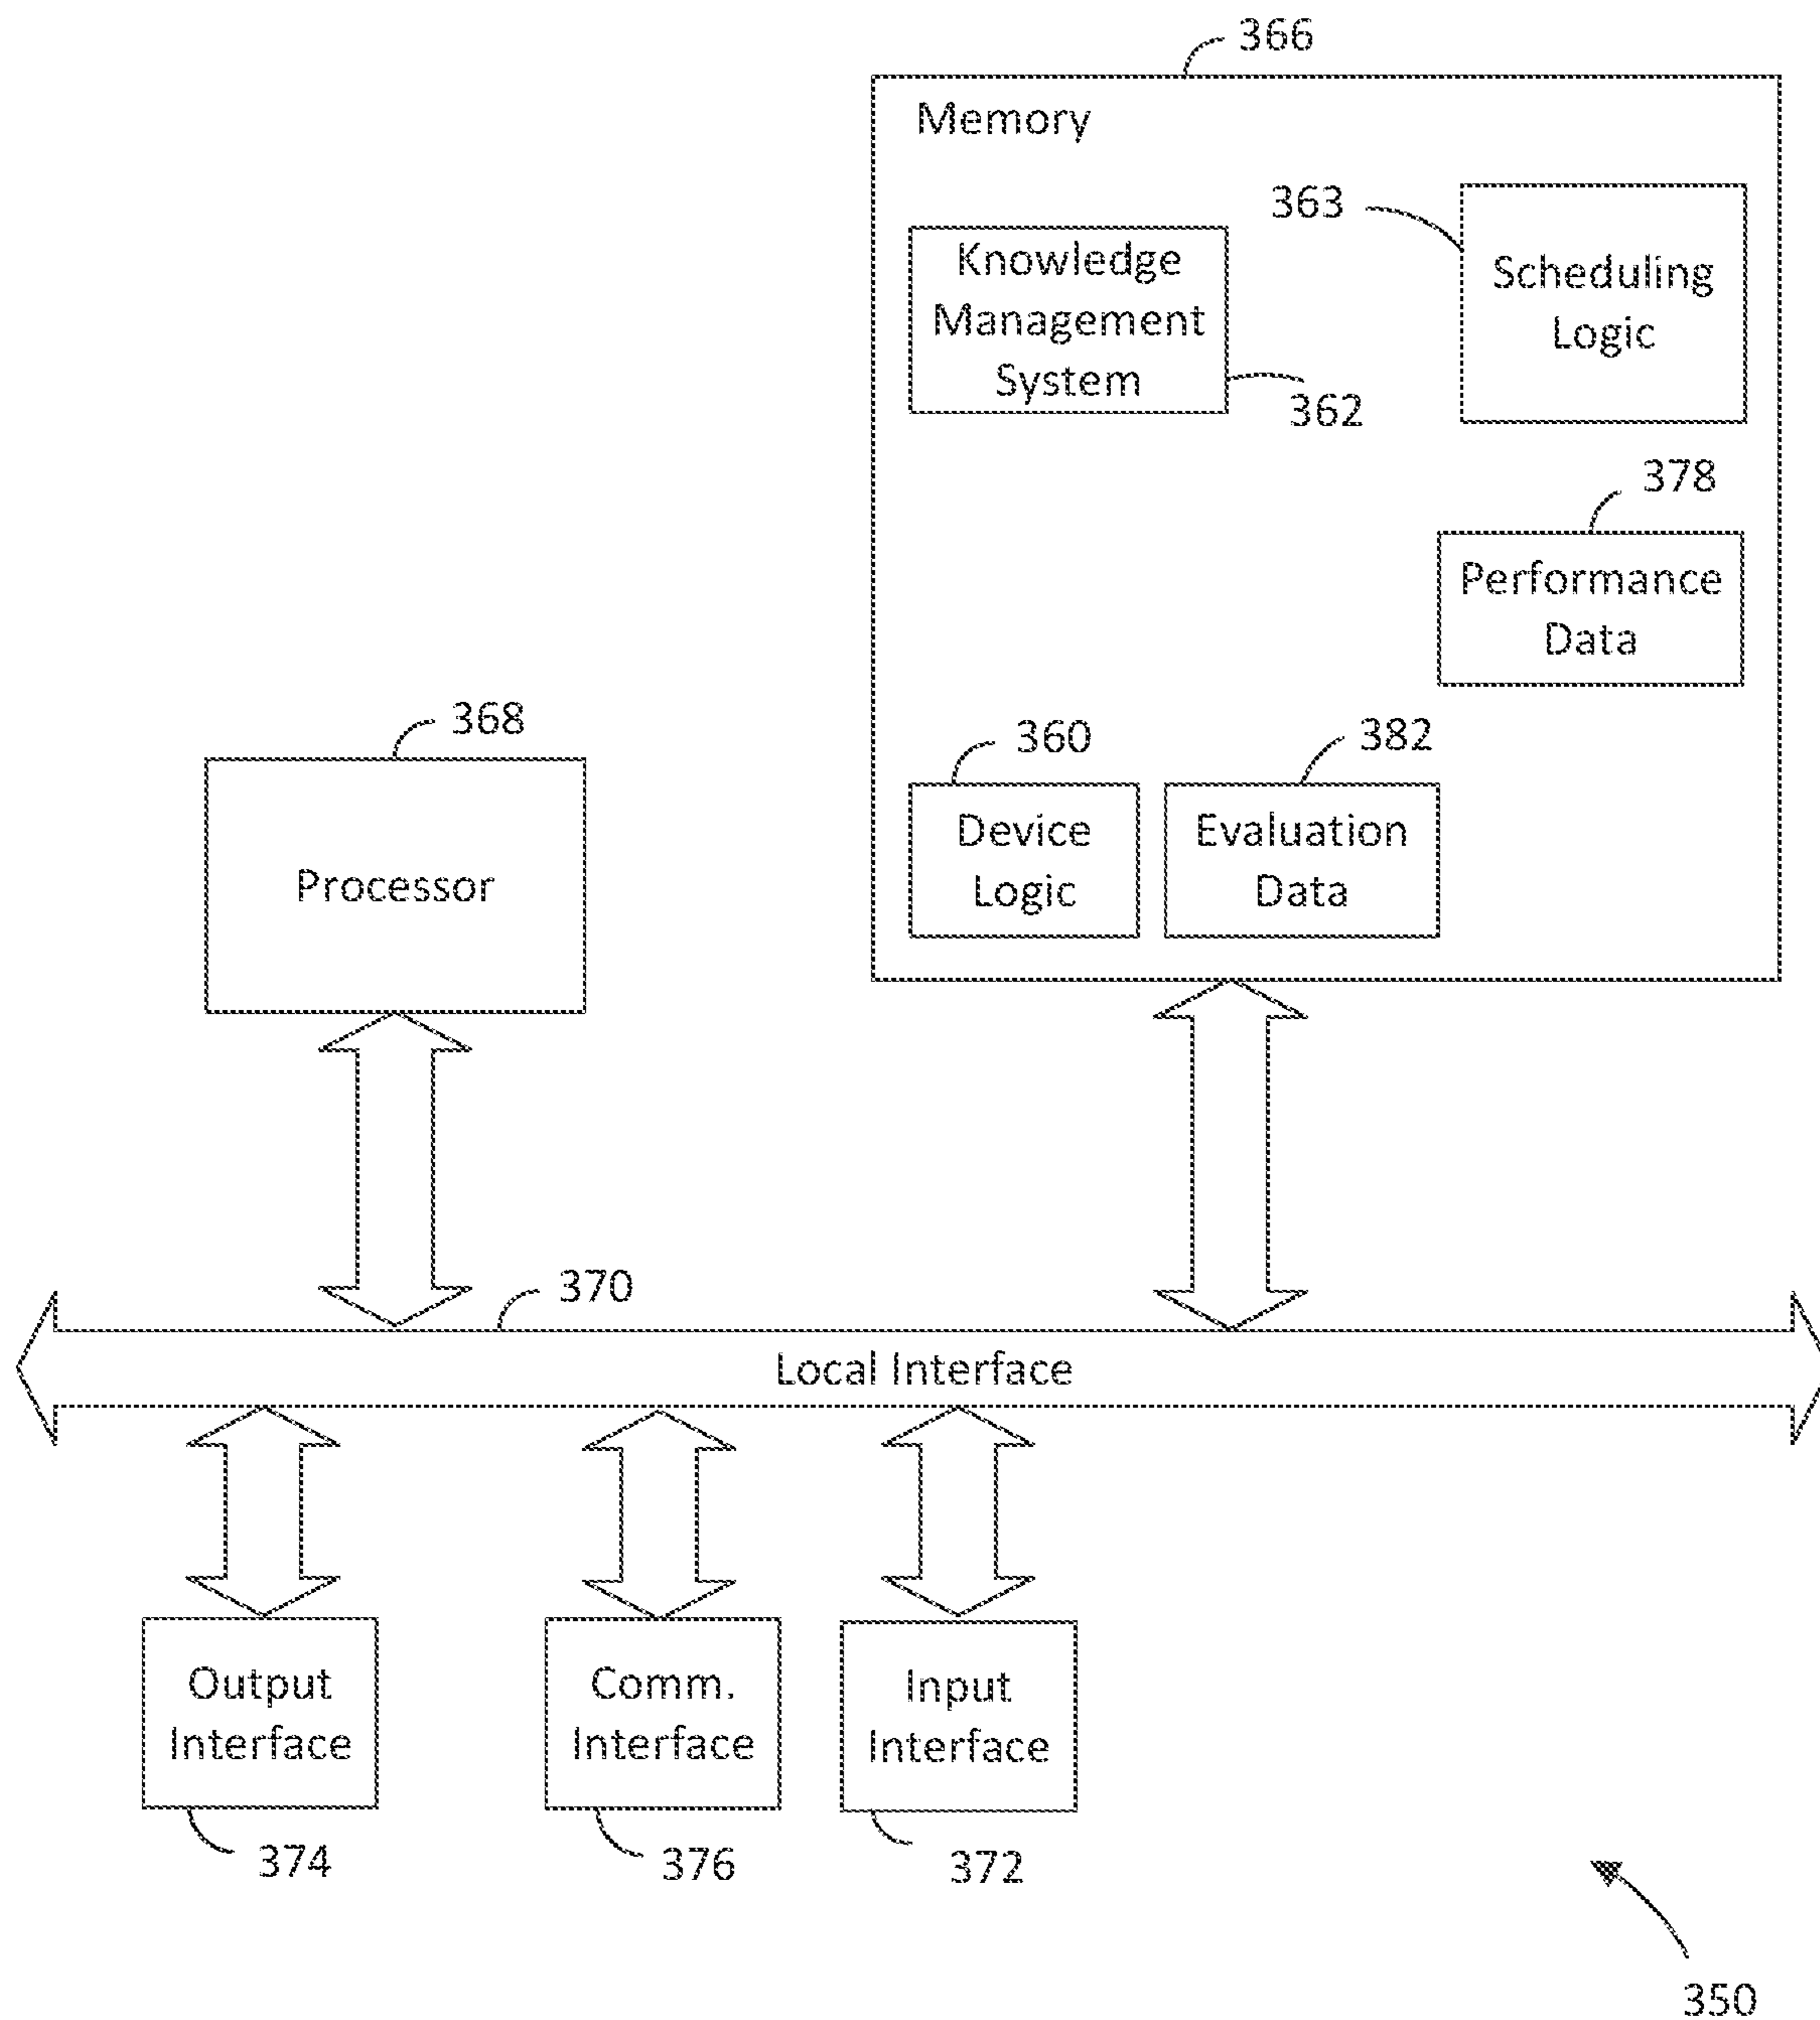 366
Memory
363
Knowledge
Management
System
362
Scheduling
Logic
378
Performance
Data
368
Processor
360
Device
Logic
382
Evaluation
Data
370
Local Interface
Output
Interface
374
Comm.
Interface
376
Input
Interface
372
350